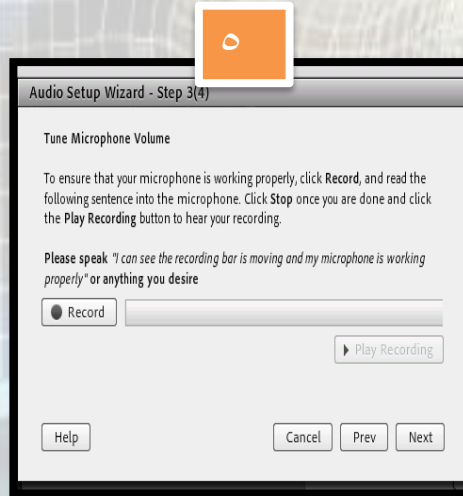 ۵
Audio Setup Wizard - Step 3(4)
Tune Microphone Volume
To ensure that your microphone is working properly, click Record, and read the
following sentence into the microphone. Click Stop once you are done and click
the Play Recording button to hear your recording.
Please speak "I can see the recording bar is moving and my microphone is working
properly" or anything you desire
Record
Play Recording
Help
Cancel
Prev
Next